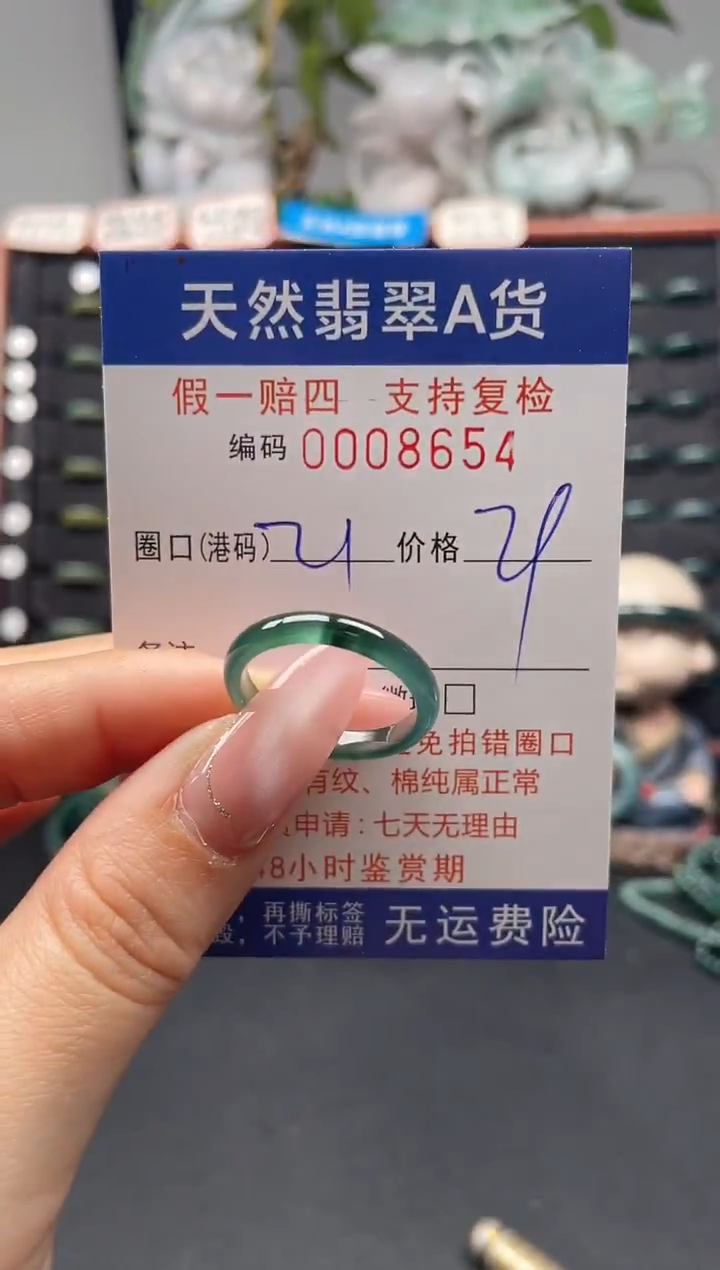 天然翡翠A货
假一赔四 支持复检
编码 0008654
圈口(港码) 21 价格
免拍错圈口
有纹、棉纯属正常
申请:七天无理由
8小时鉴赏期
，再撕标签
毁，不予理赔
无运费险